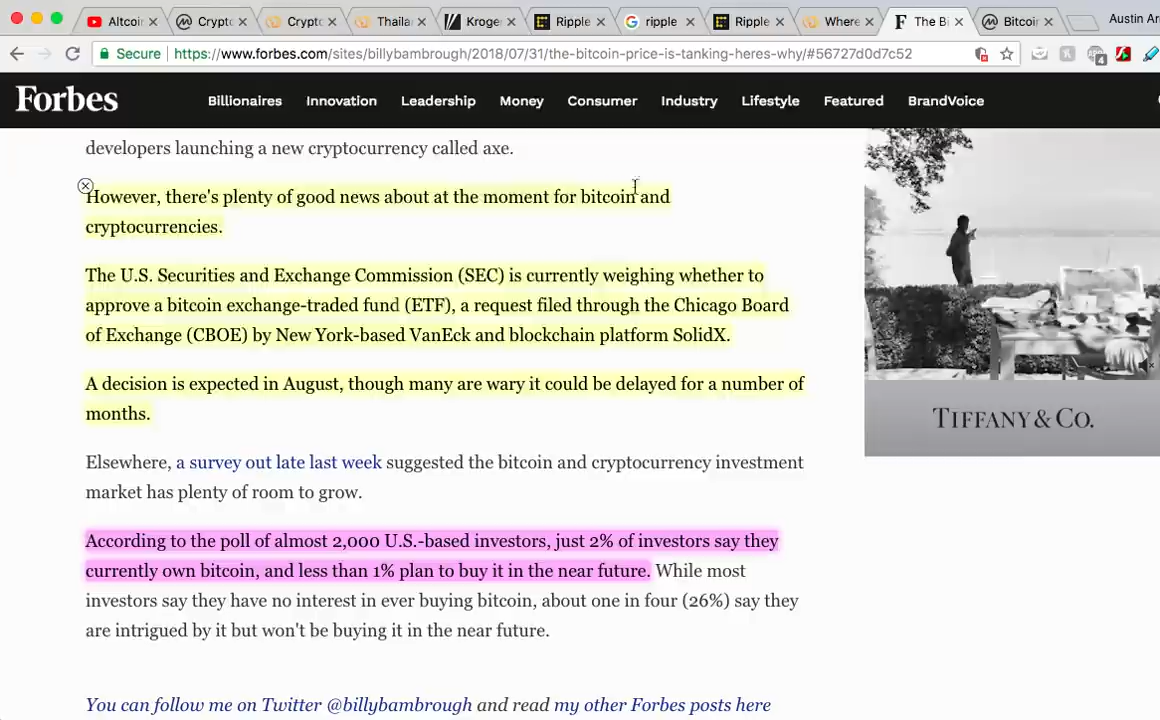 Altcoin
Crypto
Crypto
Thailan
Kroger
Ripple
ripple
Ripple
Where
The Bi
Bitcoin
Austin Ar
Secure
https://www.forbes.com/sites/billybambrough/2018/07/31/the-bitcoin-price-is-tanking-heres-why/#56727d0d7c52
4
Forbes
Billionaires
Innovation
Leadership
Money
Consumer
Industry
Lifestyle
Featured
BrandVoice
developers launching a new cryptocurrency called axe.
However, there's plenty of good news about at the moment for bitcoin and
cryptocurrencies.
The U.S. Securities and Exchange Commission (SEC) is currently weighing whether to
approve a bitcoin exchange-traded fund (ETF), a request filed through the Chicago Board
of Exchange (CBOE) by New York-based VanEck and blockchain platform SolidX.
A decision is expected in August, though many are wary it could be delayed for a number of
months.
Elsewhere, a survey out late last week suggested the bitcoin and cryptocurrency investment
market has plenty of room to grow.
According to the poll of almost 2,000 U.S.-based investors, just 2% of investors say they
currently own bitcoin, and less than 1% plan to buy it in the near future. While most
investors say they have no interest in ever buying bitcoin, about one in four (26%) say they
are intrigued by it but won't be buying it in the near future.
You can follow me on Twitter @billybambrough and read my other Forbes posts here
TIFFANY & CO.